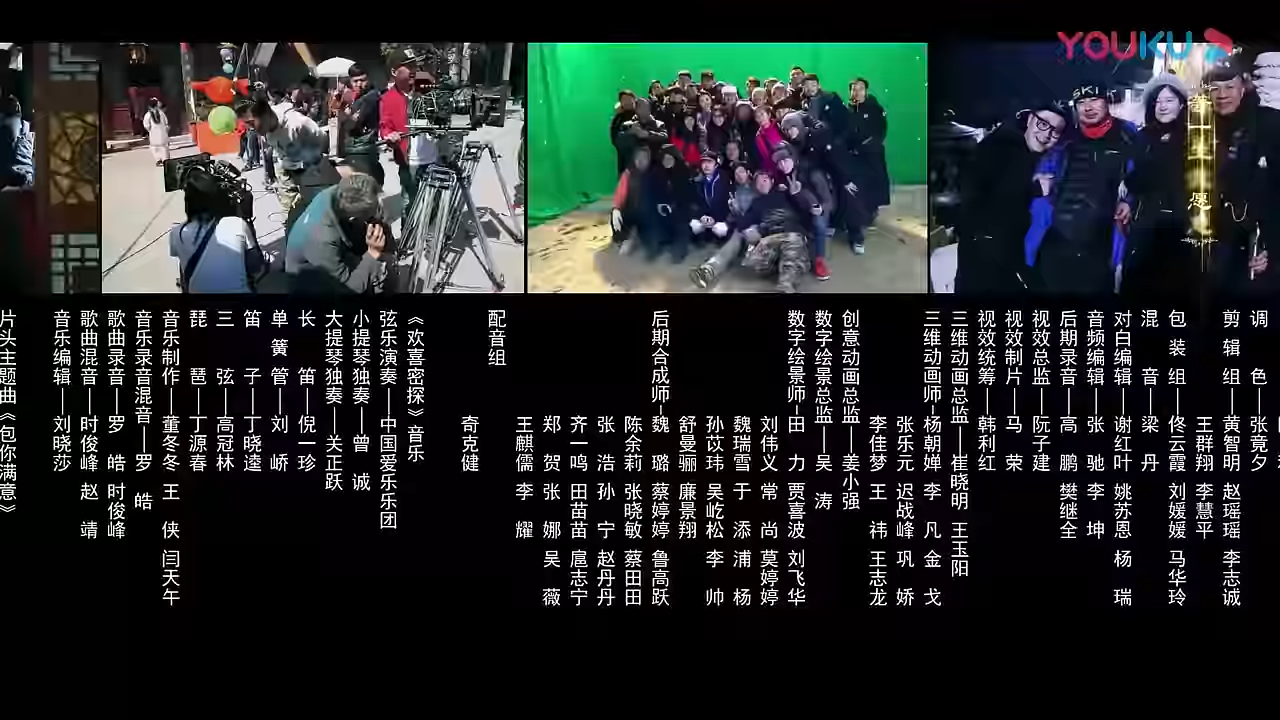 YOUKU
SKI
调色——张竟夕
剪辑组——黄智明 赵瑶瑶 李志诚
王群翔 李慧平
包装组——佟云霞 刘媛媛 马华玲
混音——梁丹
对白编辑——谢红叶 姚苏恩 杨瑞
音频编辑——张驰 李坤
后期录音——高鹏 樊继全
视效总监——阮子建
视效制片——马荣
视效统筹——韩利红
三维动画总监——崔晓明 王玉阳
三维动画师—杨朝婵 李凡 金戈
张乐元 迟战峰 巩娇
李佳梦 王祎 王志龙
创意动画总监——姜小强
数字绘景总监——吴涛
数字绘景师—田力 贾喜波 刘飞华
刘伟义 常尚 莫婷婷
魏瑞雪 于添 浦杨
孙苡玮 吴屹松 李帅
舒曼骊 廉景翔
后期合成师—魏璐 蔡婷婷 鲁高跃
陈余莉 张晓敏 蔡田田
张浩 孙宁 赵丹丹
齐一鸣 田苗苗 扈志宁
郑贺 张娜 吴薇
王麒儒 李耀
配音组
奇克健
《欢喜密探》音乐
弦乐演奏——中国爱乐乐团
小提琴独奏——曾诚
大提琴独奏——关正跃
长笛——倪一珍
单簧管——刘峤
笛子——丁晓逵
三弦——高冠林
琵琶——丁源春
音乐制作——董冬冬 王侠 闫天午
音乐录音混音——罗皓
歌曲录音——罗皓 时俊峰
歌曲混音——时俊峰 赵靖
音乐编辑——刘晓莎
片头主题曲《包你满意》